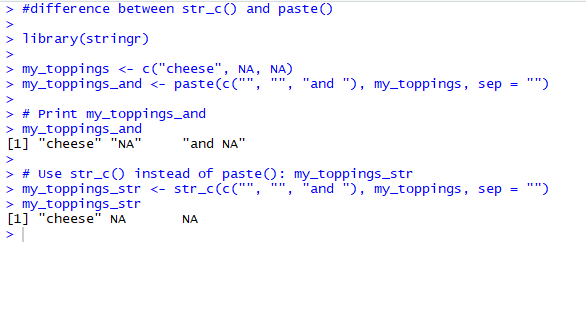 > #difference between str_c() and paste()
>
> library(stringr)
>
> my_toppings <- c("cheese", NA, NA)
> my_toppings_and <- paste(c("", "", "and "), my_toppings, sep = "")
>
> # Print my_toppings_and
> my_toppings_and
[1] "cheese" "NA"     "and NA"
>
> # Use str_c() instead of paste(): my_toppings_str
> my_toppings_str <- str_c(c("", "", "and "), my_toppings, sep = "")
> my_toppings_str
[1] "cheese" NA       NA
>